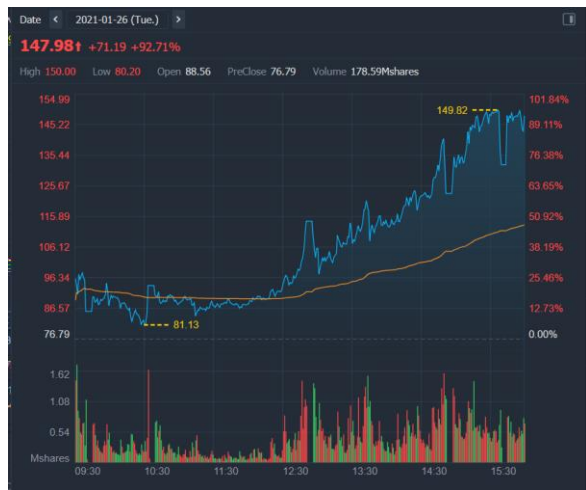 Date < 2021-01-26 (Tue.) >
147.98↑ +71.19 +92.71%
High 150.00 Low 80.20 Open 88.56 PreClose 76.79 Volume 178.59Mshares
154.99 101.84%
149.82
145.22 89.11%
135.44 76.38%
125.67 63.65%
115.89 50.92%
106.12 38.19%
96.34 25.46%
86.57 12.73%
81.13
76.79 0.00%
1.62
1.08
0.54
Mshares
09:30 10:30 11:30 12:30 13:30 14:30 15:30